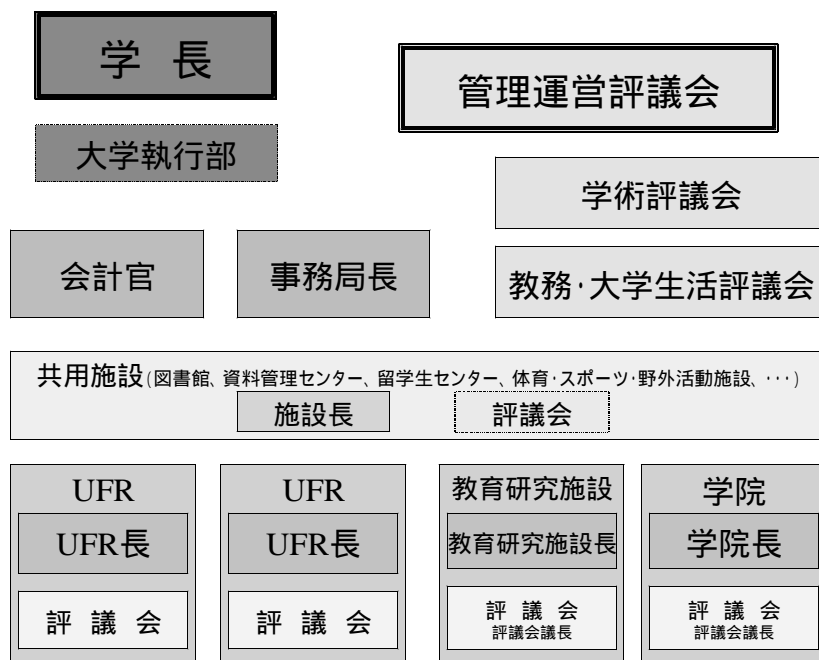 学 長
管理運営評議会
大学執行部
学術評議会
会計官
事務局長
教務・大学生活評議会
共用施設(図書館、資料管理センター、留学生センター、体育・スポーツ・野外活動施設、・・・)
施設長
評議会
UFR
UFR長
評 議 会
UFR
UFR長
評 議 会
教育研究施設
教育研究施設長
評 議 会
評議会議長
学院
学院長
評 議 会
評議会議長